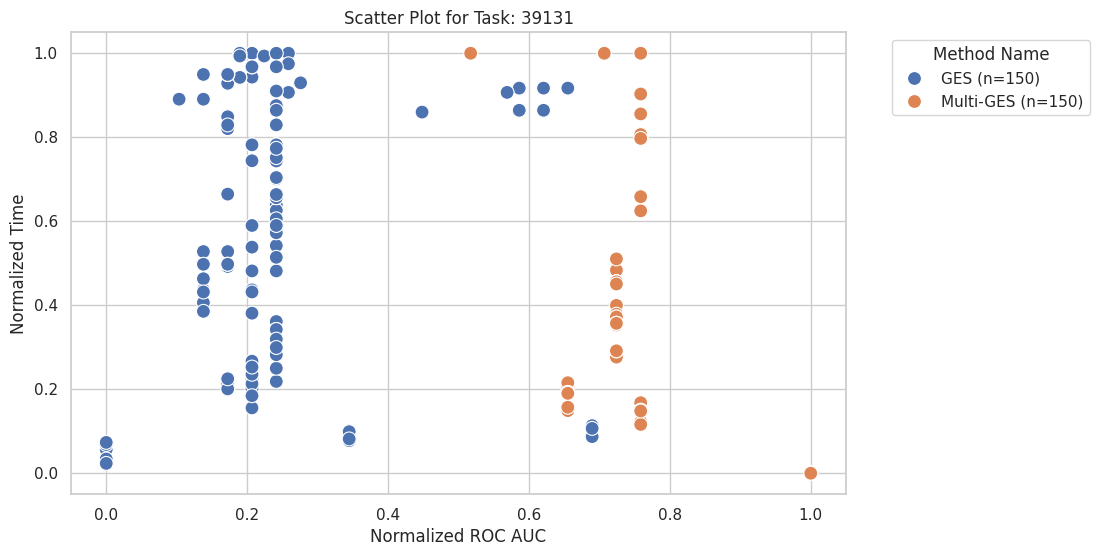 Scatter Plot for Task: 39131
Normalized Time
1.0
0.8
0.6
0.4
0.2
0.0
0.0 0.2 0.4 0.6 0.8 1.0
Normalized ROC AUC
Method Name
GES (n=150)
Multi-GES (n=150)